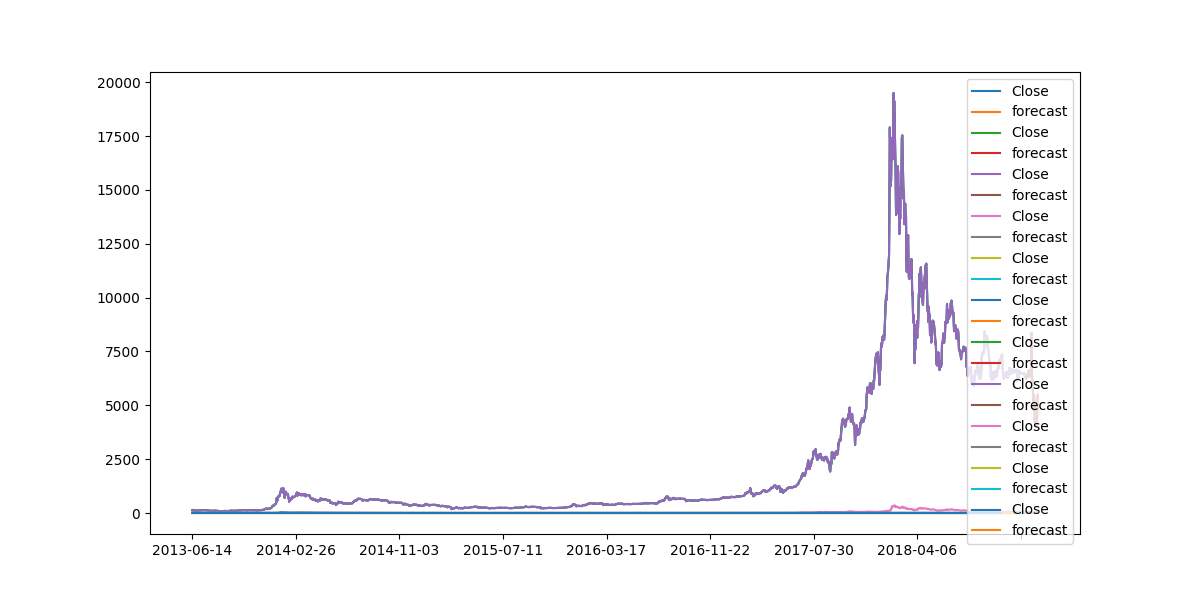 20000
17500
15000
12500
10000
7500
5000
2500
0
2013-06-14
2014-02-26
2014-11-03
2015-07-11
2016-03-17
2016-11-22
2017-07-30
2018-04-06
Close
forecast
Close
forecast
Close
forecast
Close
forecast
Close
forecast
Close
forecast
Close
forecast
Close
forecast
Close
forecast
Close
forecast
Close
forecast